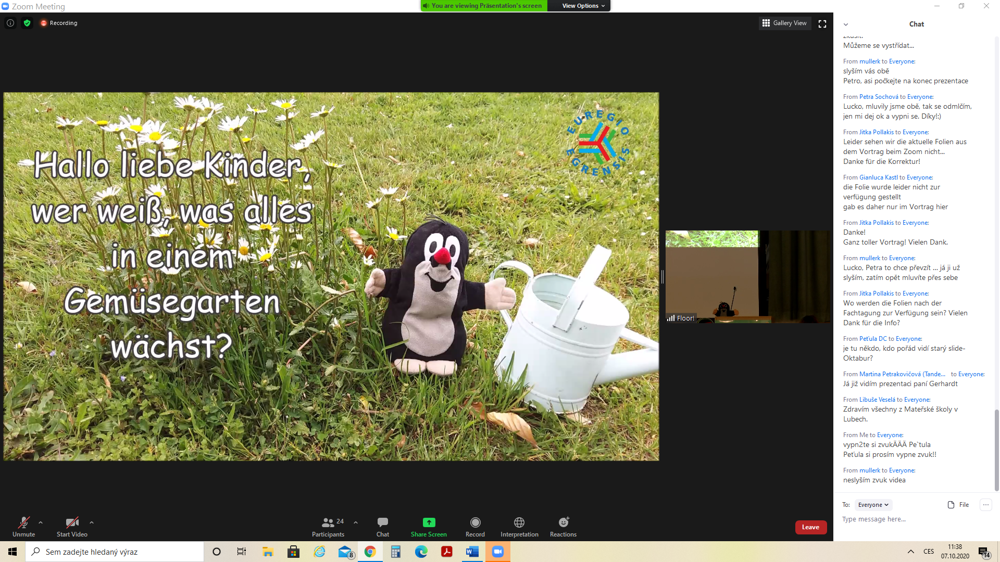 Zoom Meeting
You are viewing Präsentation's screen
View Options
Recording
Gallery View
Hallo liebe Kinder,
wer weiß, was alles
in einem
Gemüsegarten
wächst?
EUREGIO
EGRENSIS
Floor!
Chat
zkusit.
Můžeme se vystřídat...
From mullerk to Everyone:
slyším vás obě
Petro, asi počkejte na konec prezentace
From Petra Sochová to Everyone:
Lucko, mluvily jsme obě, tak se odmlčím,
jen mi dej ok a vypni se. Díky!:)
From Jitka Pollakis to Everyone:
Leider sehen wir die aktuelle Folien aus
dem Vortrag beim Zoom nicht...
Danke für die Korrektur!
From Gianluca Kastl to Everyone:
die Folie wurde leider nicht zur
verfügung gestellt
gab es daher nur im Vortrag hier
From Jitka Pollakis to Everyone:
Danke!
Ganz toller Vortrag! Vielen Dank.
From mullerk to Everyone:
Lucko, Petra to chce převzít ... já ji už
slyším, zatím opět mluvíte přes sebe
From Jitka Pollakis to Everyone:
Wo werden die Folien nach der
Fachtagung zur Verfügung sein? Vielen
Dank für die Info?
From Peťula DC to Everyone:
je tu někdo, kdo pořád vidí starý slide-
Oktabur?
From Martina Petrakovičová (Tande... to Everyone:
Já již vidím prezentaci paní Gerhardt
From Libuše Veselá to Everyone:
Zdravím všechny z Mateřské školy v
Lubech.
From Me to Everyone:
vypn2te si zvukÄÄÄ Pe`tula
Peťula si prosím vypne zvuk!!
From mullerk to Everyone:
neslyším zvuk videa
To: Everyone
File
Type message here...
Unmute
Start Video
24
Participants
Chat
Share Screen
Record
Interpretation
Reactions
Leave
Sem zadejte hledaný výraz
8
CES
11:38
07.10.2020
14